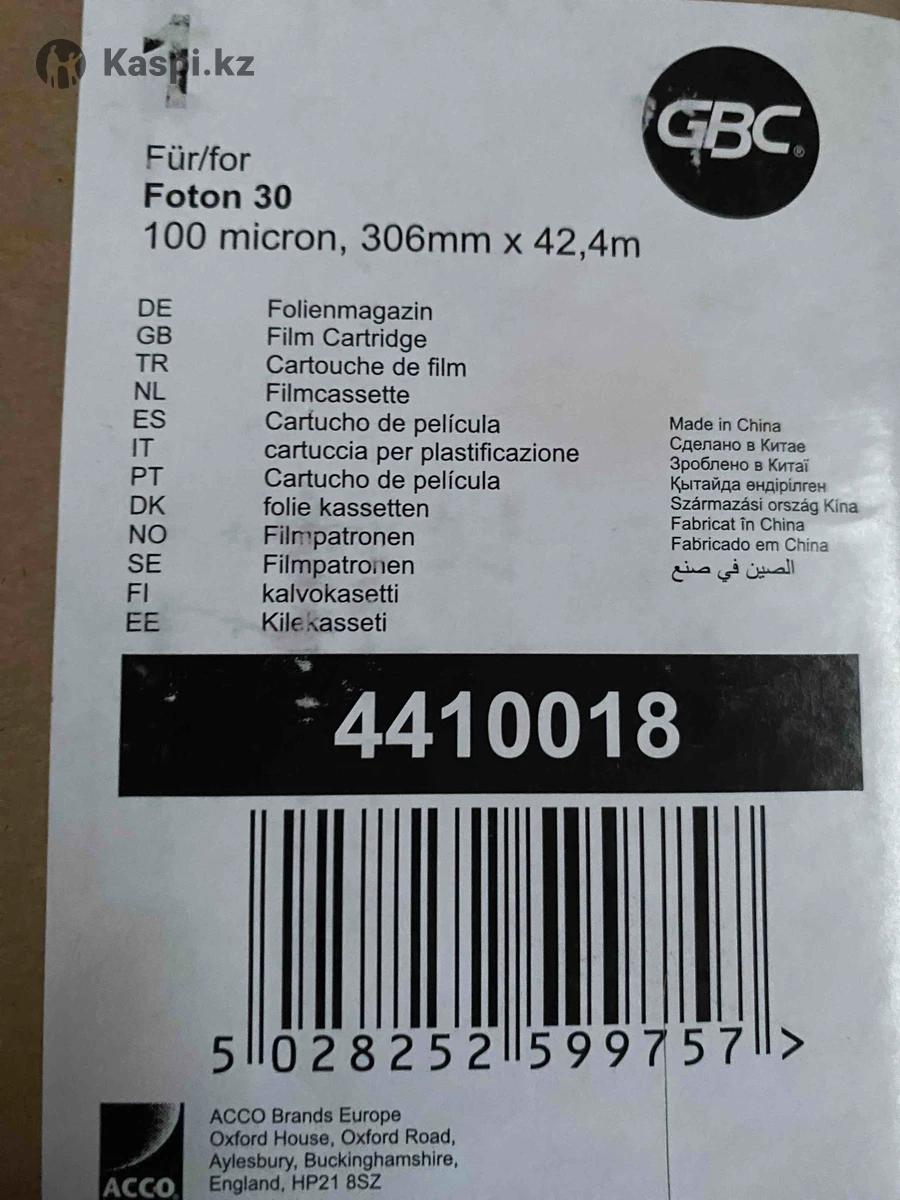 1
Kaspi.kz
GBC®
Für/for
Foton 30
100 micron, 306mm x 42,4m
DE Folienmagazin
GB Film Cartridge
TR Cartouche de film
NL Filmcassette
ES Cartucho de película
IT cartuccia per plastificazione
PT Cartucho de película
DK folie kassetten
NO Filmpatronen
SE Filmpatronen
FI kalvokasetti
EE Kilekasseti
Made in China
Сделано в Китае
Зроблено в Китаї
Қытайда өндірілген
Származási ország Kína
Fabricat în China
Fabricado em China
الصين في صنع
4410018
5 028252 599757 >
ACCO
ACCO Brands Europe
Oxford House, Oxford Road,
Aylesbury, Buckinghamshire,
England, HP21 8SZ